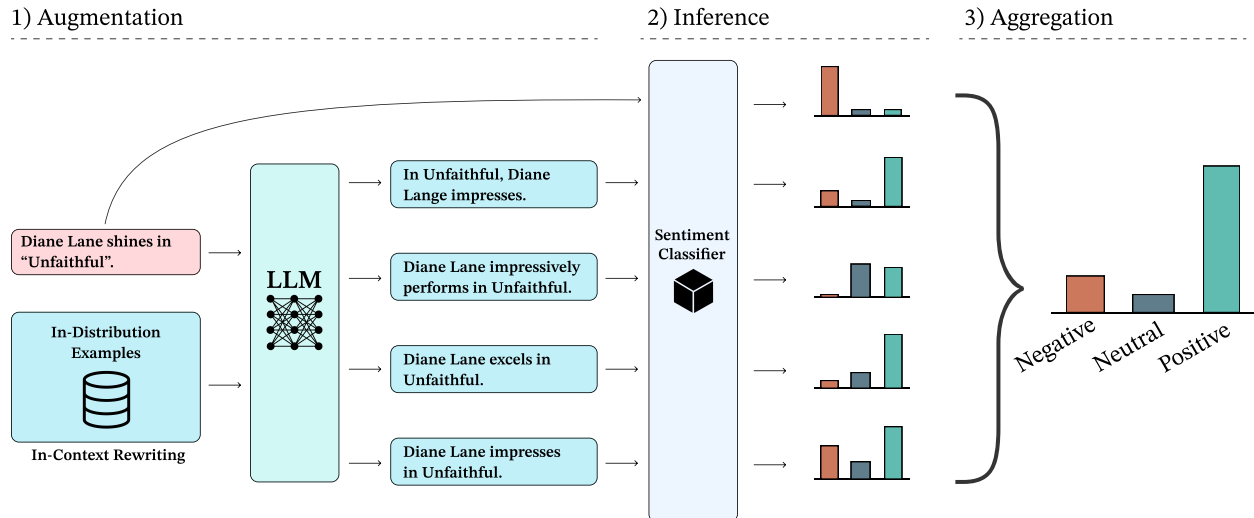 1) Augmentation
2) Inference
3) Aggregation
Diane Lane shines in
“Unfaithful”.
In-Distribution
Examples
In-Context Rewriting
LLM
In Unfaithful, Diane
Lange impresses.
Diane Lane impressively
performs in Unfaithful.
Diane Lane excels in
Unfaithful.
Diane Lane impresses
in Unfaithful.
Sentiment
Classifier
Negative
Neutral
Positive